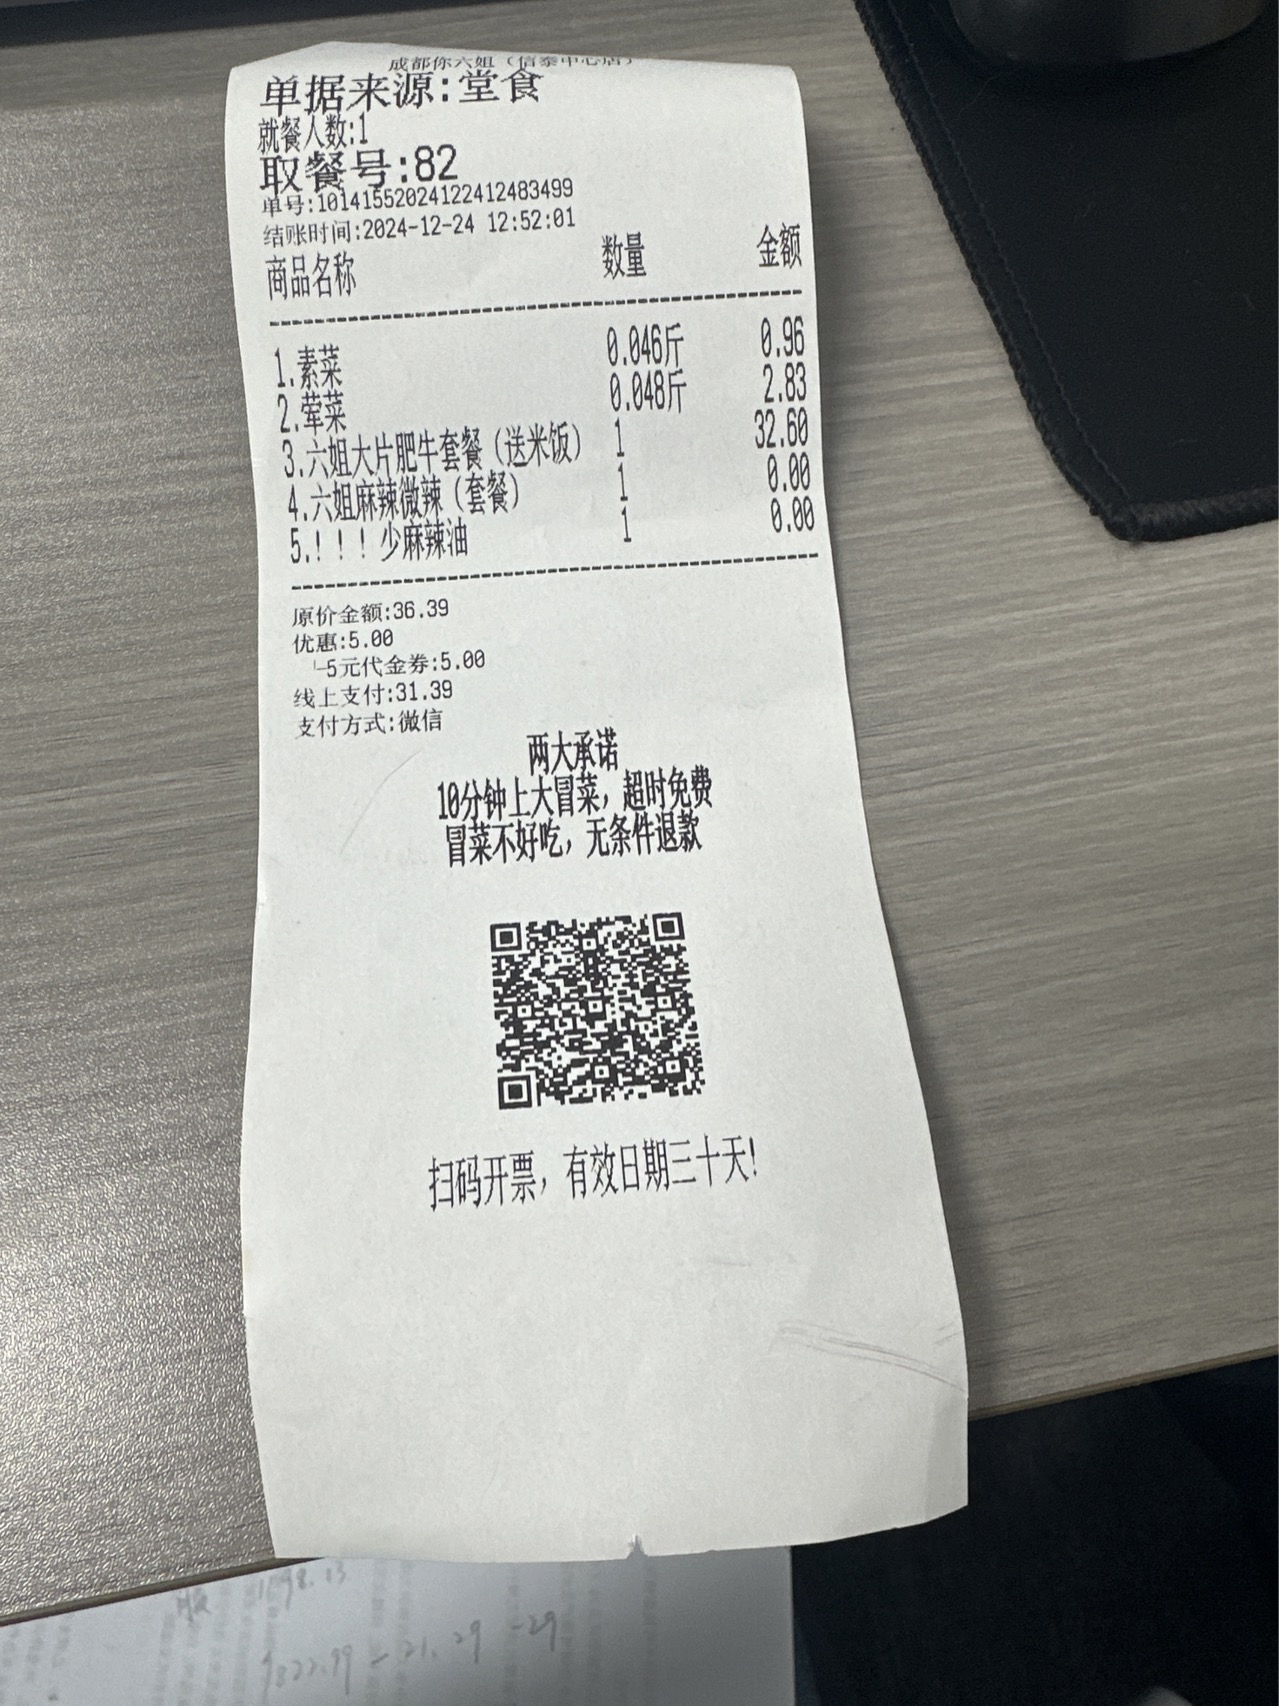 成都你六姐（信泰中心店）
单据来源:堂食
就餐人数:1
取餐号:82
单号:10141552024122412483499
结账时间:2024-12-24 12:52:01
商品名称 数量 金额
1.素菜 0.046斤 0.96
2.荤菜 0.048斤 2.83
3.六姐大片肥牛套餐（送米饭） 1 32.60
4.六姐麻辣微辣（套餐） 1 0.00
5.！！！少麻辣油 1 0.00
原价金额:36.39
优惠:5.00
└5元代金券:5.00
线上支付:31.39
支付方式:微信
两大承诺
10分钟上大冒菜，超时免费
冒菜不好吃，无条件退款
扫码开票，有效日期三十天!